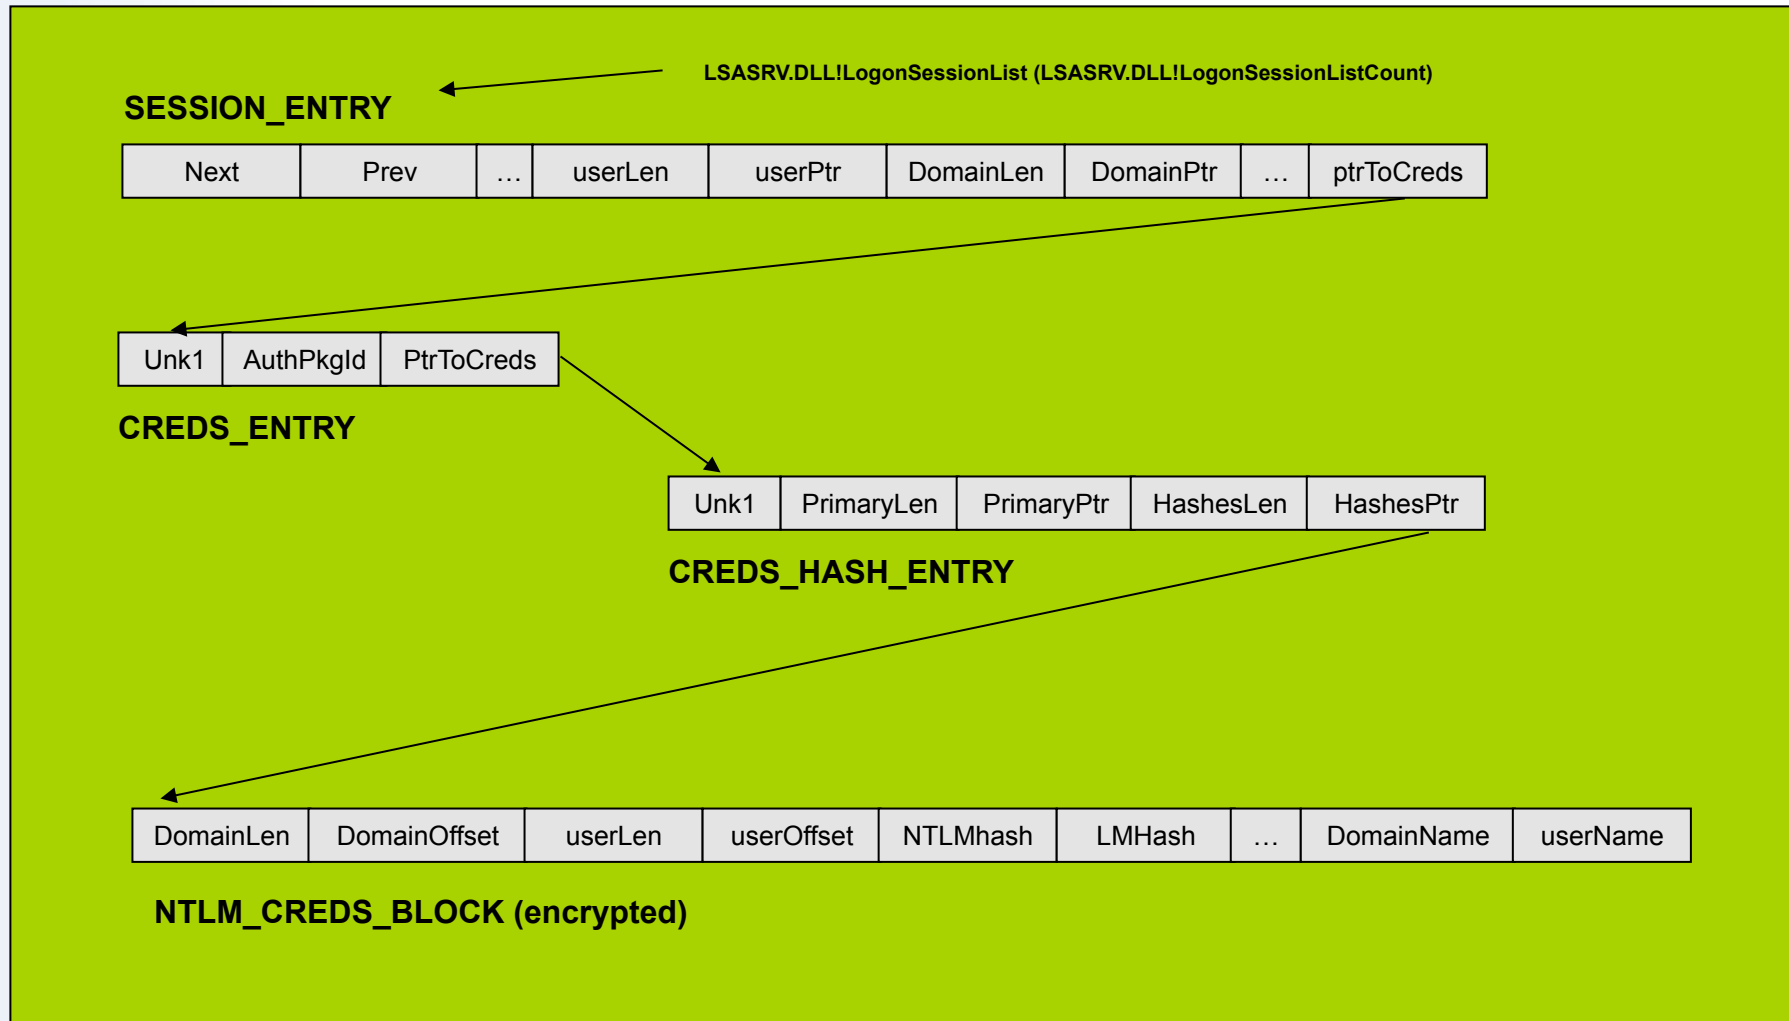 LSASRV.DLL!LogonSessionList (LSASRV.DLL!LogonSessionListCount)
SESSION_ENTRY
Next Prev … userLen userPtr DomainLen DomainPtr … ptrToCreds
Unk1 AuthPkgId PtrToCreds
CREDS_ENTRY
Unk1 PrimaryLen PrimaryPtr HashesLen HashesPtr
CREDS_HASH_ENTRY
DomainLen DomainOffset userLen userOffset NTLMhash LMHash … DomainName userName
NTLM_CREDS_BLOCK (encrypted)